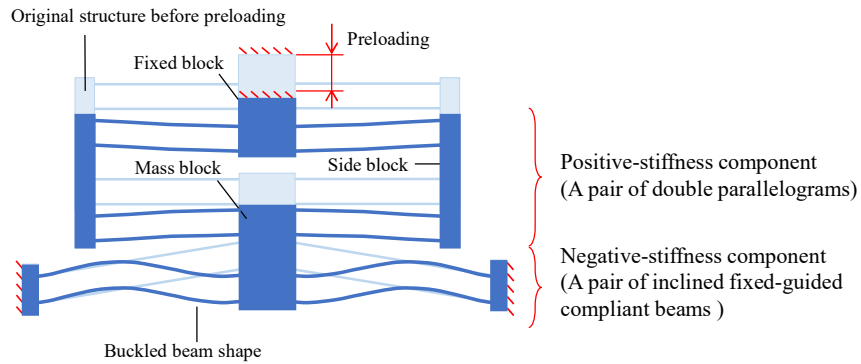 Original structure before preloading
Preloading
Fixed block
Mass block
Side block
Positive-stiffness component
(A pair of double parallelograms)
Negative-stiffness component
(A pair of inclined fixed-guided
compliant beams )
Buckled beam shape